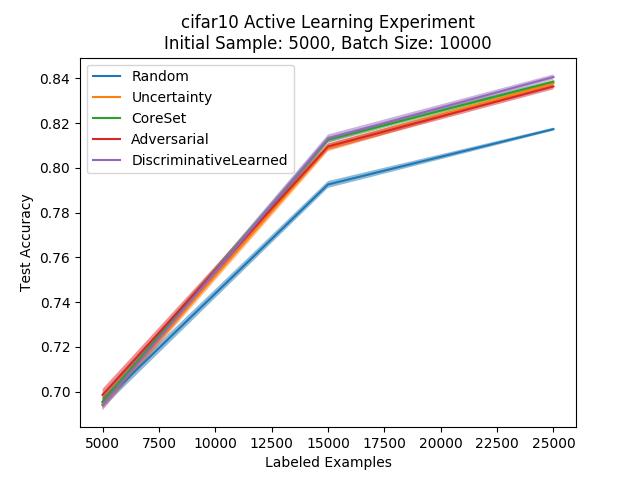 cifar10 Active Learning Experiment
Initial Sample: 5000, Batch Size: 10000
Random
Uncertainty
CoreSet
Adversarial
DiscriminativeLearned
Test Accuracy
0.84
0.82
0.80
0.78
0.76
0.74
0.72
0.70
5000 7500 10000 12500 15000 17500 20000 22500 25000
Labeled Examples